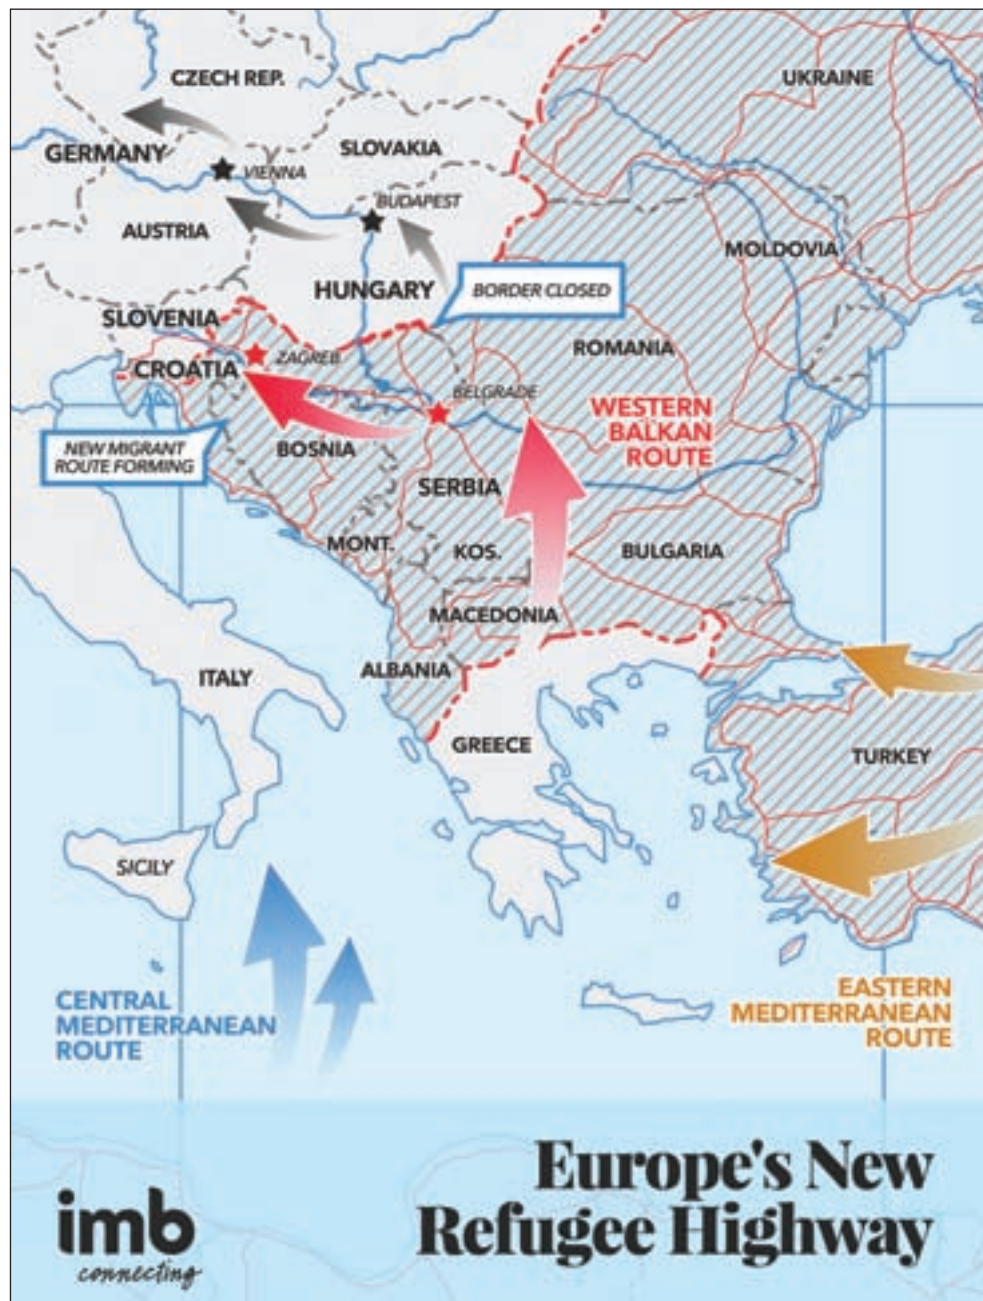 CZECH REP.
UKRAINE
GERMANY
SLOVAKIA
VIENNA
BUDAPEST
AUSTRIA
MOLDOVIA
HUNGARY
BORDER CLOSED
SLOVENIA
ROMANIA
ZAGREB
CROATIA
BELGRADE
WESTERN
BALKAN
ROUTE
NEW MIGRANT
ROUTE FORMING
BOSNIA
SERBIA
MONT.
KOS.
BULGARIA
MACEDONIA
ALBANIA
ITALY
GREECE
TURKEY
SICILY
CENTRAL
MEDITERRANEAN
ROUTE
EASTERN
MEDITERRANEAN
ROUTE
Europe's New
Refugee Highway
imb
connecting